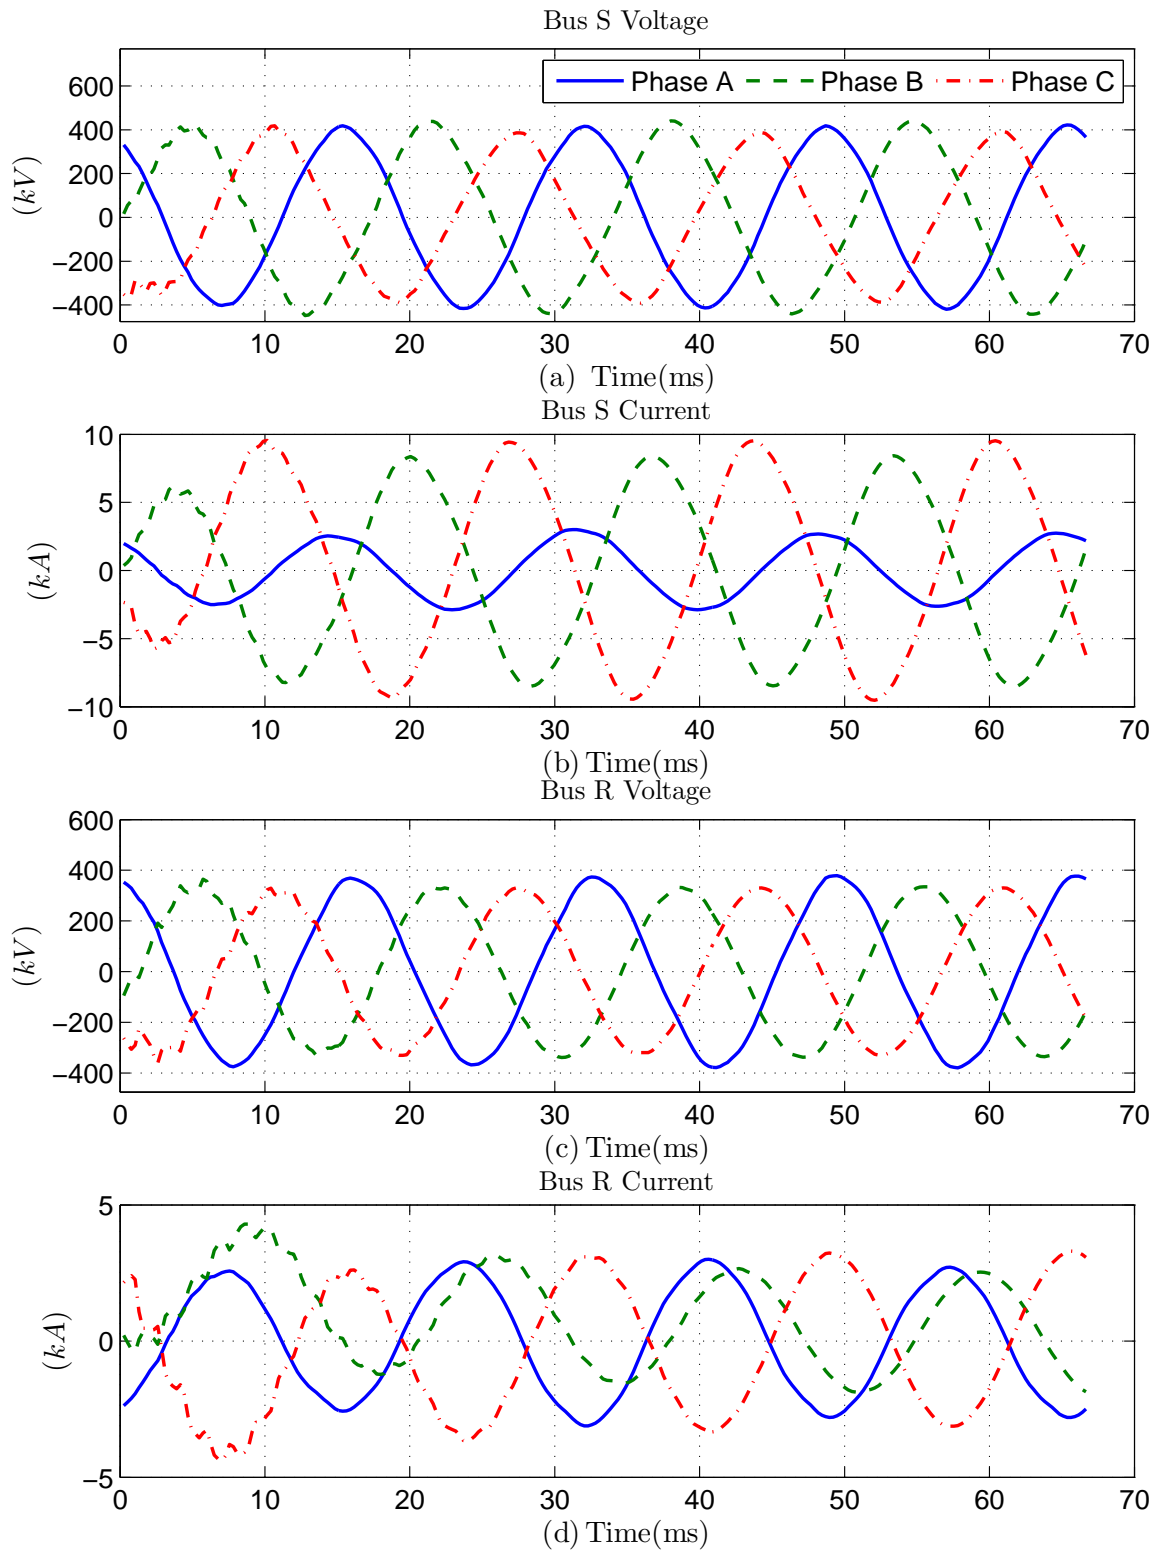 Bus S Voltage
Phase A Phase B Phase C
600
400
200
0
−200
−400
(kV)
0 10 20 30 40 50 60 70
(a) Time(ms)
Bus S Current
10
5
0
−5
−10
(kA)
0 10 20 30 40 50 60 70
(b) Time(ms)
Bus R Voltage
600
400
200
0
−200
−400
(kV)
0 10 20 30 40 50 60 70
(c) Time(ms)
Bus R Current
5
0
−5
(kA)
0 10 20 30 40 50 60 70
(d) Time(ms)